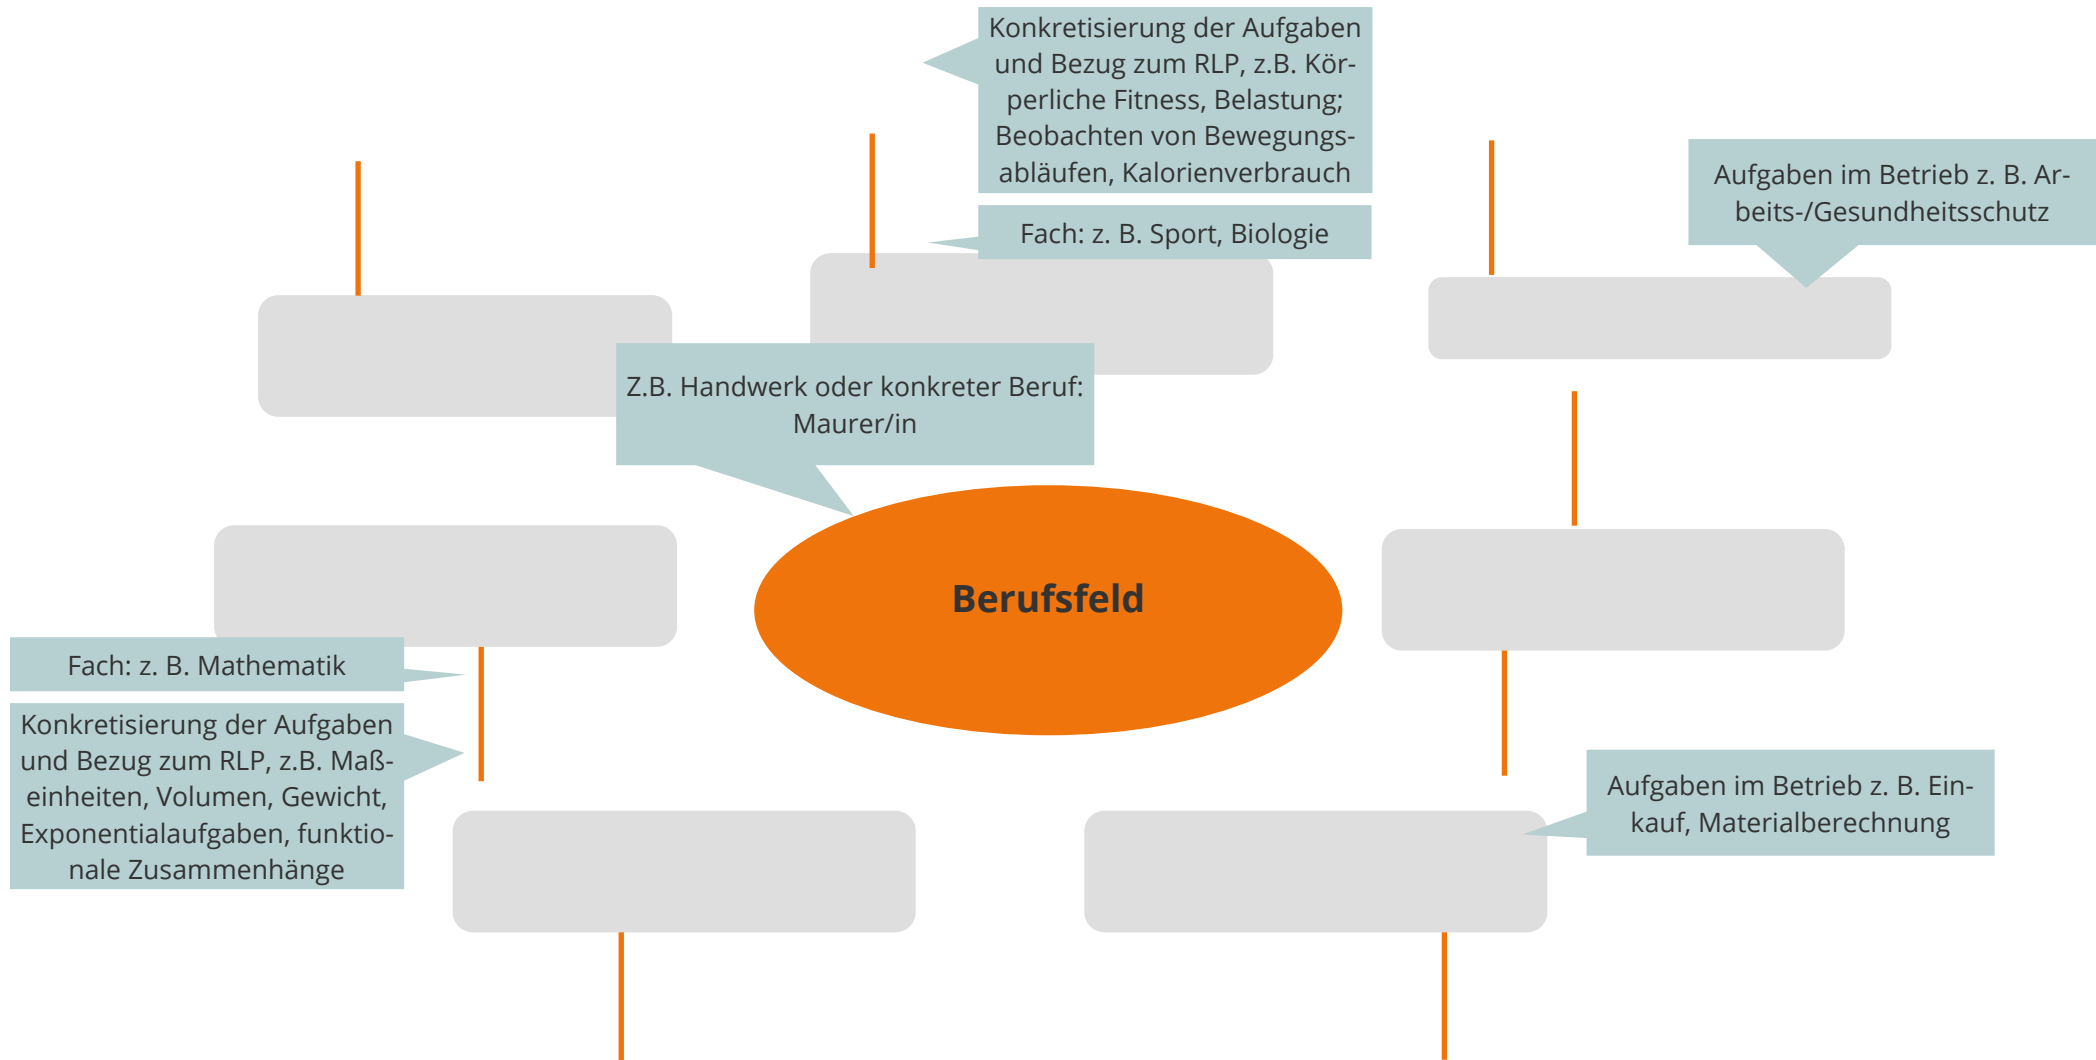 Konkretisierung der Aufgaben
und Bezug zum RLP, z.B. Kör-
perliche Fitness, Belastung;
Beobachten von Bewegungs-
abläufen, Kalorienverbrauch
Fach: z. B. Sport, Biologie
Aufgaben im Betrieb z. B. Ar-
beits-/Gesundheitsschutz
Z.B. Handwerk oder konkreter Beruf:
Maurer/in
Berufsfeld
Fach: z. B. Mathematik
Konkretisierung der Aufgaben
und Bezug zum RLP, z.B. Maß-
einheiten, Volumen, Gewicht,
Exponentialaufgaben, funktio-
nale Zusammenhänge
Aufgaben im Betrieb z. B. Ein-
kauf, Materialberechnung